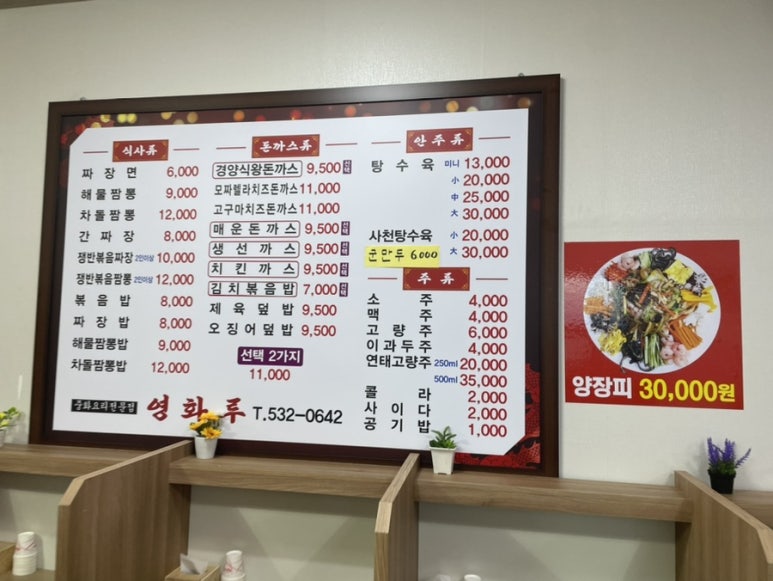 식사류
짜장면 6,000
해물짬뽕 9,000
차돌짬뽕 12,000
간짜장 8,000
쟁반볶음짜장 2인이상 10,000
쟁반볶음짬뽕 2인이상 12,000
볶음밥 8,000
짜장밥 8,000
해물짬뽕밥 9,000
차돌짬뽕밥 12,000
돈까스류
경양식왕돈까스 9,500 선택
모짜렐라치즈돈까스 11,000
고구마치즈돈까스 11,000
매운돈까스 9,500 선택
생선까스 9,500 선택
치킨까스 9,500 선택
김치볶음밥 7,000 선택
제육덮밥 9,500
오징어덮밥 9,500
선택 2가지
11,000
안주류
탕수육 미니 13,000
小 20,000
中 25,000
大 30,000
사천탕수육 小 20,000
大 30,000
군만두 6000
주류
소주 4,000
맥주 4,000
고량주 6,000
이과두주 4,000
연태고량주 250ml 20,000
500ml 35,000
콜라 2,000
사이다 2,000
공기밥 1,000
중화요리전문점 영화루 T.532-0642
양장피 30,000원